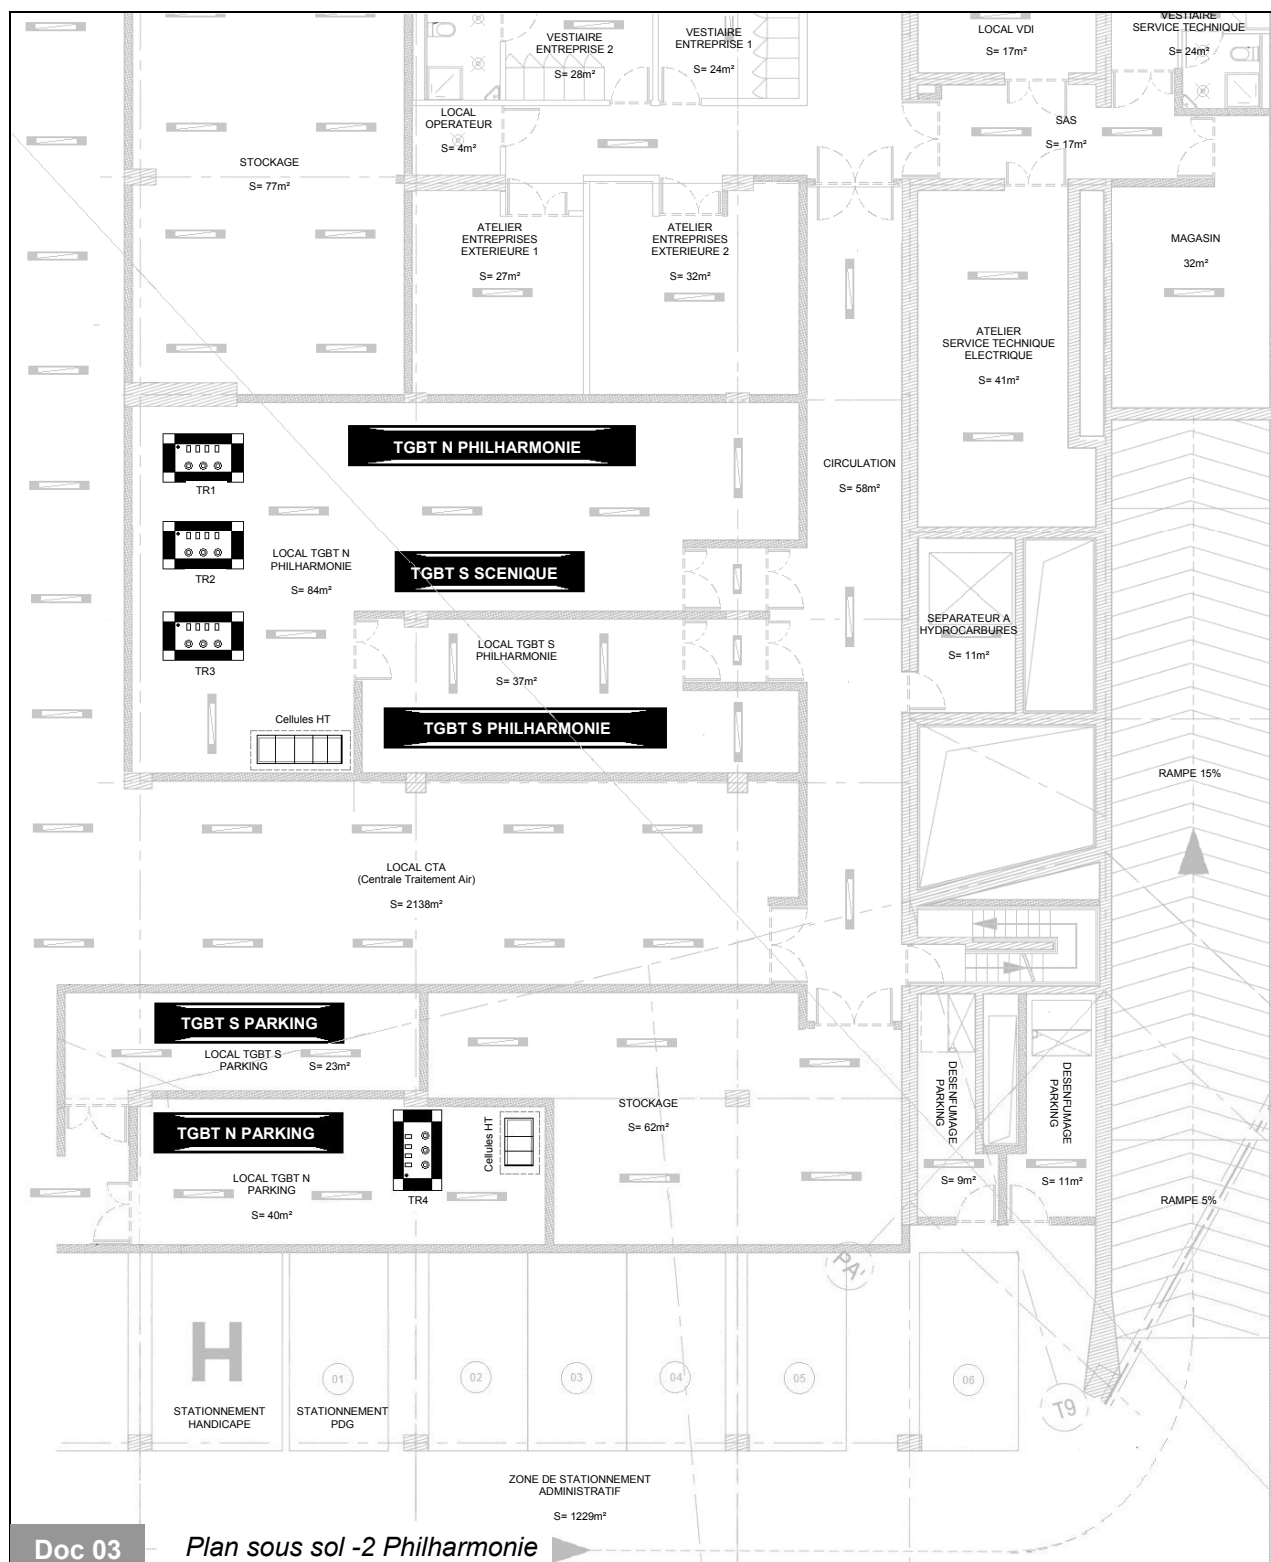 VESTIAIRE
ENTREPRISE 2
S= 28m²
VESTIAIRE
ENTREPRISE 1
S= 24m²
LOCAL VDI
S= 17m²
VESTIAIRE
SERVICE TECHNIQUE
S= 24m²
LOCAL
OPERATEUR
S= 4m²
SAS
S= 17m²
STOCKAGE
S= 77m²
ATELIER
ENTREPRISES
EXTERIEURE 1
S= 27m²
ATELIER
ENTREPRISES
EXTERIEURE 2
S= 32m²
MAGASIN
32m²
ATELIER
SERVICE TECHNIQUE
ELECTRIQUE
S= 41m²
TGBT N PHILHARMONIE
CIRCULATION
S= 58m²
TR1
TR2
TR3
LOCAL TGBT N
PHILHARMONIE
S= 84m²
TGBT S SCENIQUE
SEPARATEUR A
HYDROCARBURES
S= 11m²
LOCAL TGBT S
PHILHARMONIE
S= 37m²
Cellules HT
TGBT S PHILHARMONIE
RAMPE 15%
LOCAL CTA
(Centrale Traitement Air)
S= 2138m²
TGBT S PARKING
LOCAL TGBT S
PARKING
S= 23m²
TGBT N PARKING
LOCAL TGBT N
PARKING
S= 40m²
TR4
Cellules HT
STOCKAGE
S= 62m²
DESENFUMAGE
PARKING
S= 9m²
DESENFUMAGE
PARKING
S= 11m²
RAMPE 5%
PA'
H
STATIONNEMENT
HANDICAPE
01
STATIONNEMENT
PDG
02
03
04
05
06
T9
ZONE DE STATIONNEMENT
ADMINISTRATIF
S= 1229m²
Doc 03
Plan sous sol -2 Philharmonie